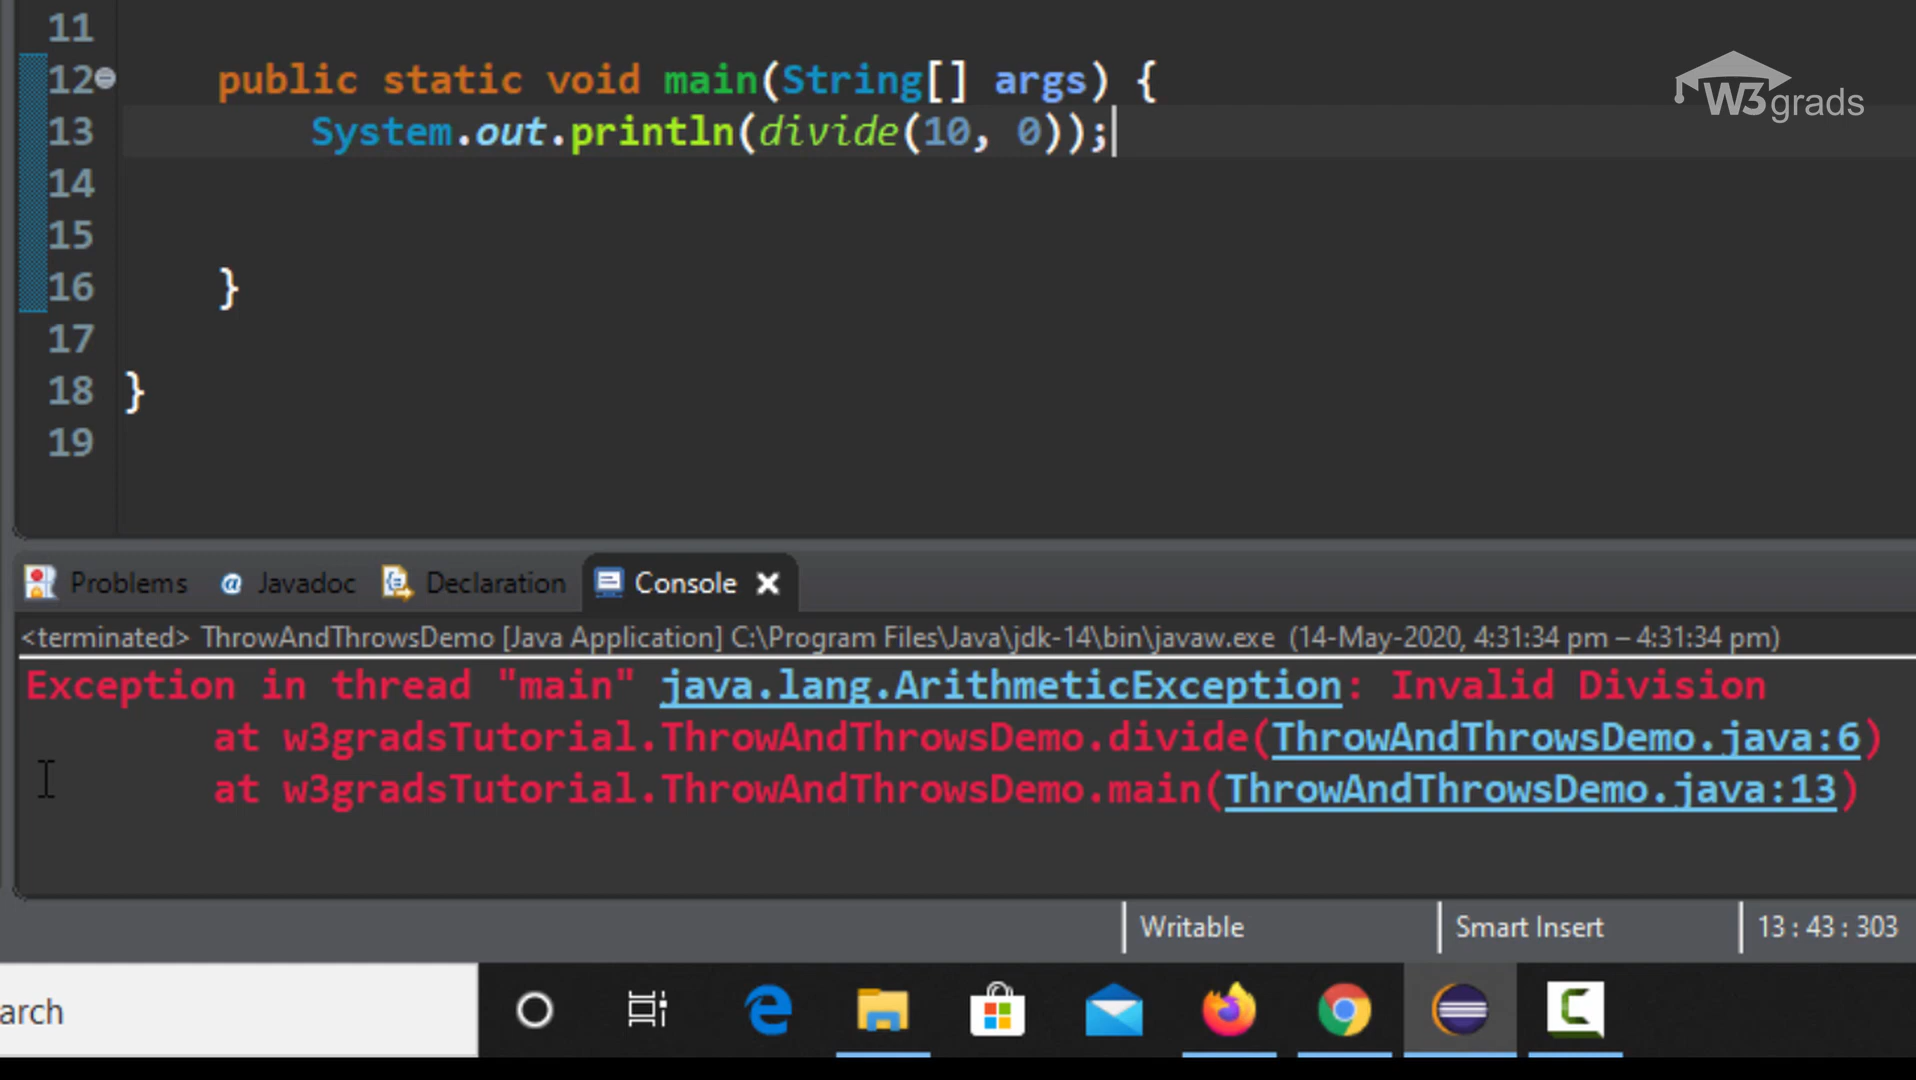 11
W3grads
12 public static void main(String[] args) {
13 System.out.println(divide(10, 0));
14
15
16 }
17
18 }
19
Problems @ Javadoc Declaration Console
<terminated> ThrowAndThrowsDemo [Java Application] C:\Program Files\Java\jdk-14\bin\javaw.exe (14-May-2020, 4:31:34 pm – 4:31:34 pm)
Exception in thread "main" java.lang.ArithmeticException: Invalid Division
at w3gradsTutorial.ThrowAndThrowsDemo.divide(ThrowAndThrowsDemo.java:6)
at w3gradsTutorial.ThrowAndThrowsDemo.main(ThrowAndThrowsDemo.java:13)
Writable Smart Insert 13 : 43 : 303
arch